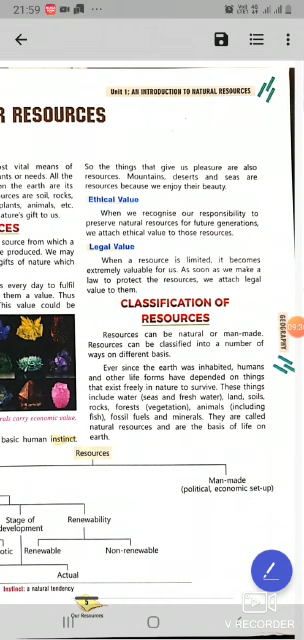 21:59
Unit 1: AN INTRODUCTION TO NATURAL RESOURCES
R RESOURCES
ost vital means of
nts or needs. All the
on the earth are its
urces are soil, rocks,
plants, animals, etc.
ature's gift to us.
CES
source from which a
e produced. We may
gifts of nature which
s every day to fulfil
them a value. Thus
This value could be
rals carry economic value.
basic human instinct.
So the things that give us pleasure are also
resources. Mountains, deserts and seas are
resources because we enjoy their beauty.
Ethical Value
When we recognise our responsibility to
preserve natural resources for future generations,
we attach ethical value to those resources.
Legal Value
When a resource is limited, it becomes
extremely valuable for us. As soon as we make a
law to protect the resources, we attach legal
value to them.
CLASSIFICATION OF
RESOURCES
Resources can be natural or man-made.
Resources can be classified into a number of
ways on different basis.
Ever since the earth was inhabited, humans
and other life forms have depended on things
that exist freely in nature to survive. These things
include water (seas and fresh water), land, soils,
rocks, forests (vegetation), animals (including
fish), fossil fuels and minerals. They are called
natural resources and are the basis of life on
earth.
GEOGRAPHY
Resources
Man-made
(political, economic set-up)
Stage of
development
Renewability
otic
Renewable
Non-renewable
Actual
Instinct: a natural tendency
5
Our Resources
V RECORDER